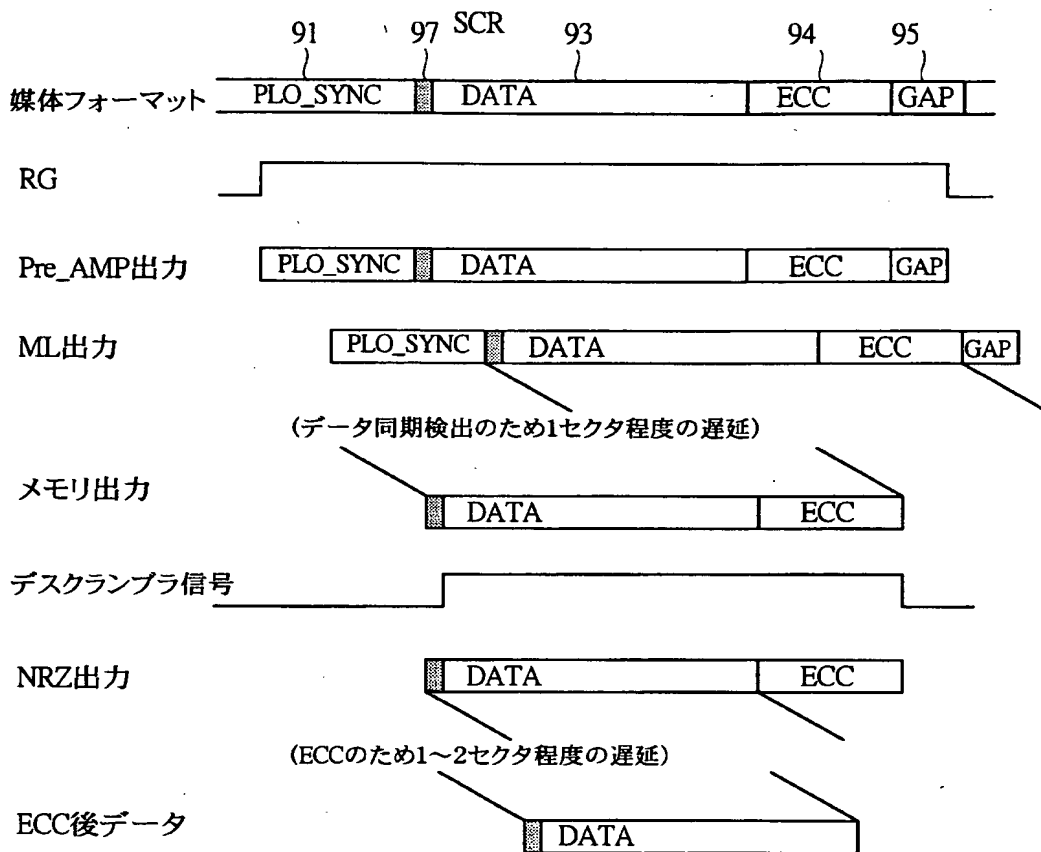 SCR
91 97 93 94 95
媒体フォーマット PLO_SYNC DATA ECC GAP
RG
Pre_AMP出力 PLO_SYNC DATA ECC GAP
ML出力 PLO_SYNC DATA ECC GAP
(データ同期検出のため1セクタ程度の遅延)
メモリ出力 DATA ECC
デスクランブラ信号
NRZ出力 DATA ECC
(ECCのため1～2セクタ程度の遅延)
ECC後データ DATA